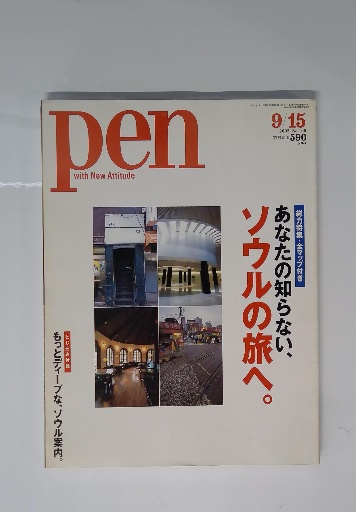 pen
with New Attitude
9/15
590
総力特集・全マップ付き
あなたの知らない、
ソウルの旅へ。
もっとディープな、ソウル案内。